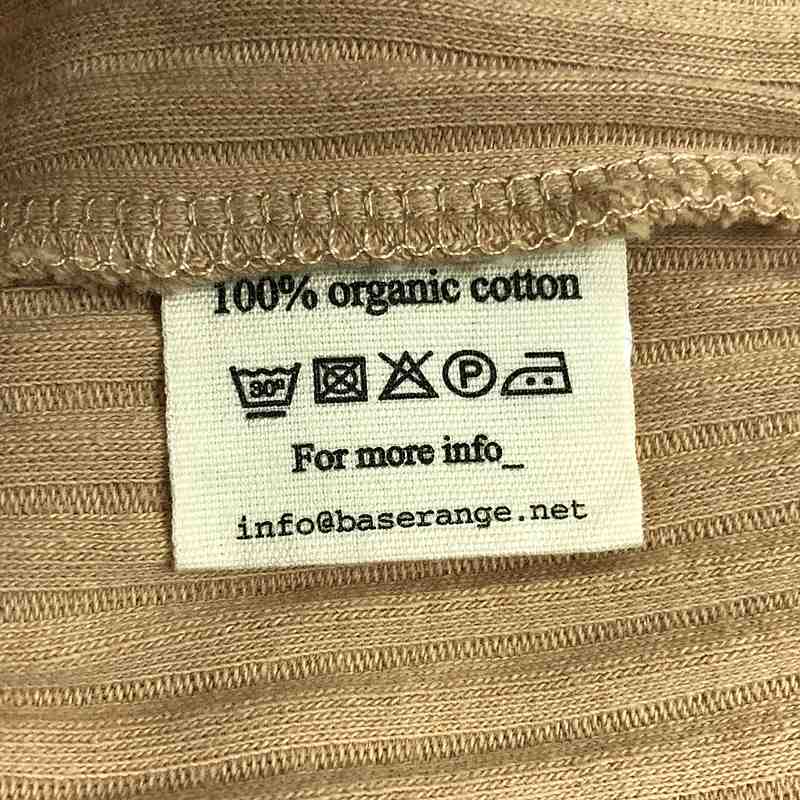 100% organic cotton
30°
P
For more info_
info@baserange.net